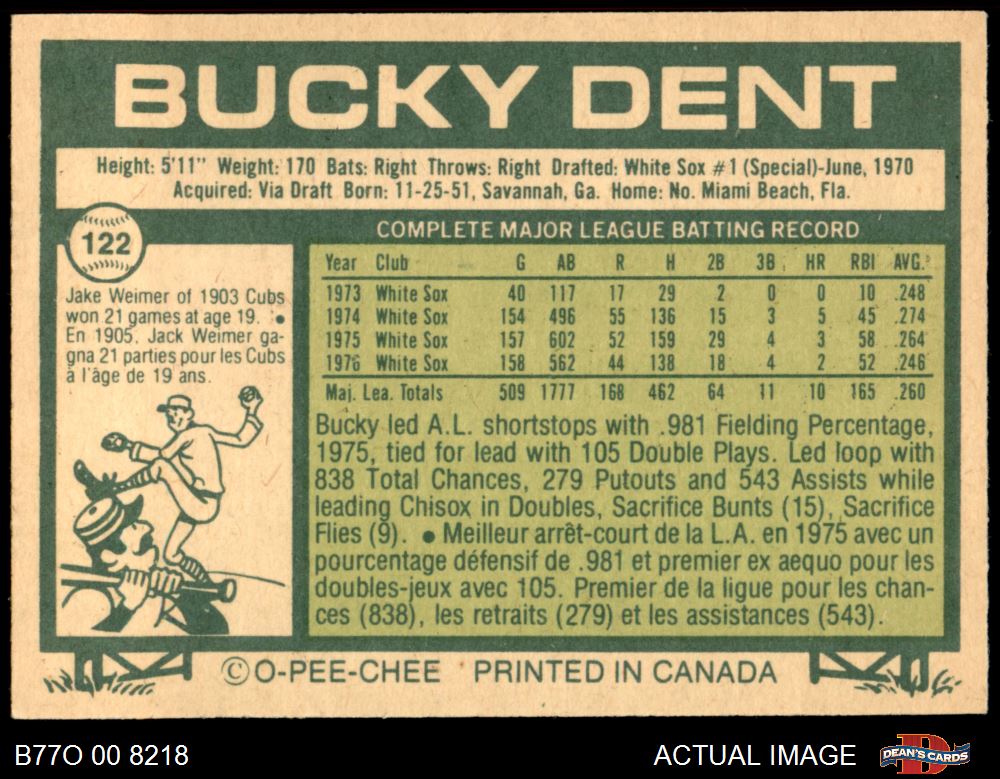 BUCKY DENT
Height: 5'11" Weight: 170 Bats: Right Throws: Right Drafted: White Sox #1 (Special)-June, 1970
Acquired: Via Draft Born: 11-25-51, Savannah, Ga. Home: No. Miami Beach, Fla.
122
Jake Weimer of 1903 Cubs
won 21 games at age 19. •
En 1905, Jack Weimer ga-
gna 21 parties pour les Cubs
à l'âge de 19 ans.
COMPLETE MAJOR LEAGUE BATTING RECORD
Year Club G AB R H 2B 3B HR RBI AVG.
1973 White Sox 40 117 17 29 2 0 0 10 .248
1974 White Sox 154 496 55 136 15 3 5 45 .274
1975 White Sox 157 602 52 159 29 4 3 58 .264
1976 White Sox 158 562 44 138 18 4 2 52 .246
Maj. Lea. Totals 509 1777 168 462 64 11 10 165 .260
Bucky led A.L. shortstops with .981 Fielding Percentage,
1975, tied for lead with 105 Double Plays. Led loop with
838 Total Chances, 279 Putouts and 543 Assists while
leading Chisox in Doubles, Sacrifice Bunts (15), Sacrifice
Flies (9). • Meilleur arrêt-court de la L.A. en 1975 avec un
pourcentage défensif de .981 et premier ex aequo pour les
doubles-jeux avec 105. Premier de la ligue pour les chan-
ces (838), les retraits (279) et les assistances (543).
© O-PEE-CHEE PRINTED IN CANADA
B77O 00 8218 ACTUAL IMAGE
DEAN'S CARDS